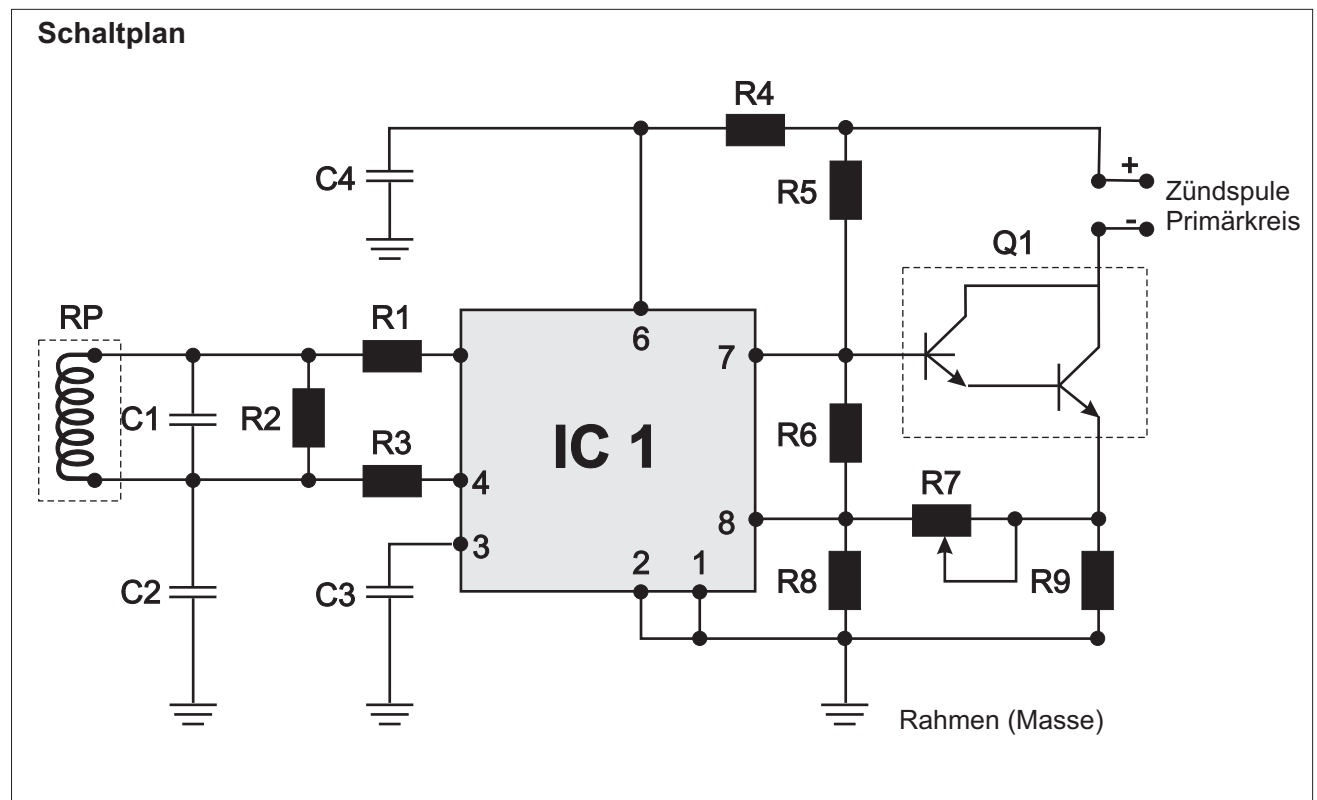 Schaltplan
R4
C4
R5
+
Zündspule
-
Primärkreis
Q1
RP
R1
6
7
C1
R2
IC 1
R6
R3
4
R7
8
3
2
1
C2
C3
R8
R9
Rahmen (Masse)